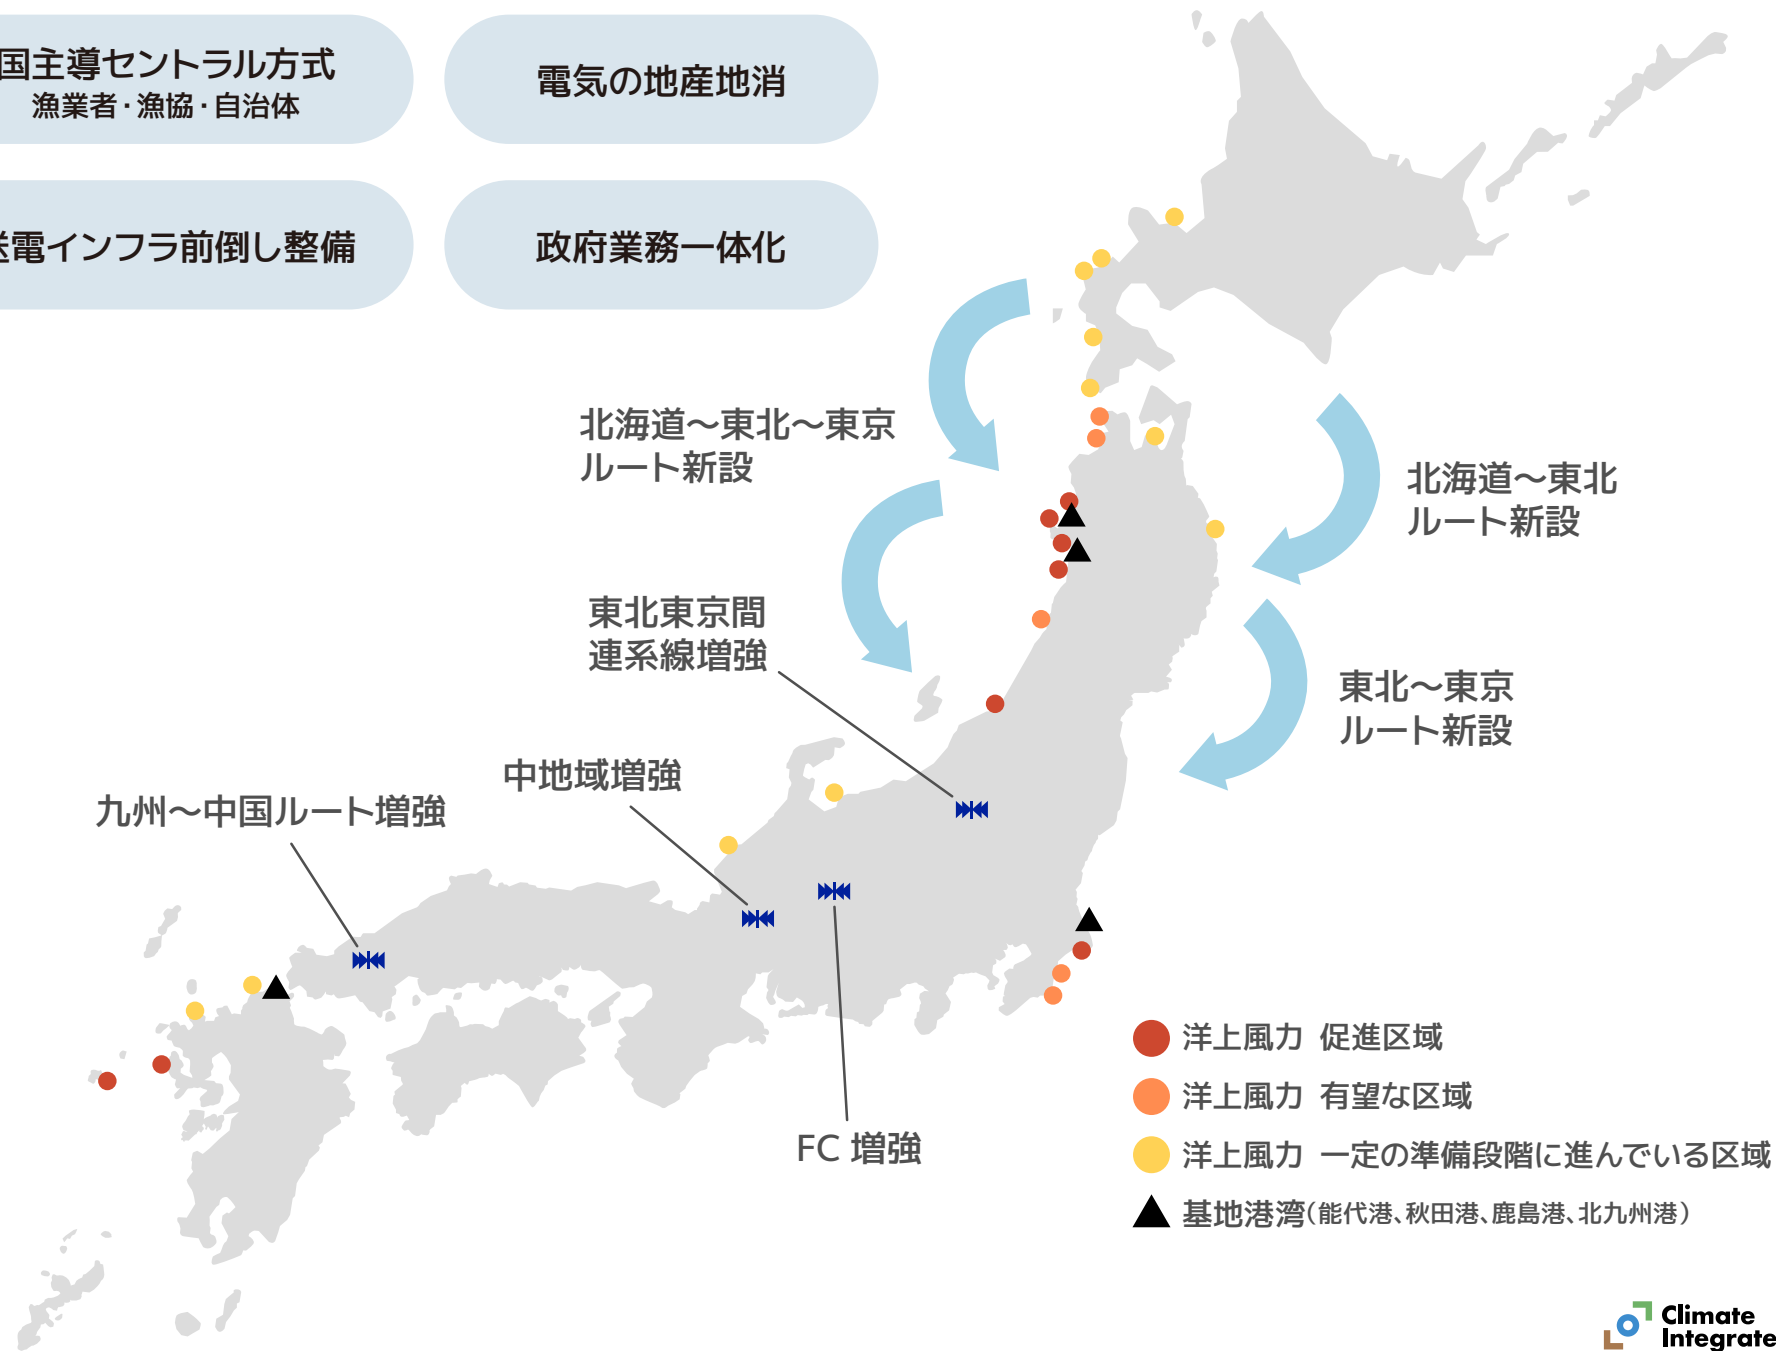 国主導セントラル方式
漁業者・漁協・自治体
電気の地産地消
送電インフラ前倒し整備
政府業務一体化
北海道～東北～東京
ルート新設
北海道～東北
ルート新設
東北東京間
連系線増強
東北～東京
ルート新設
中地域増強
九州～中国ルート増強
FC 増強
洋上風力 促進区域
洋上風力 有望な区域
洋上風力 一定の準備段階に進んでいる区域
基地港湾（能代港、秋田港、鹿島港、北九州港）
Climate
Integrate